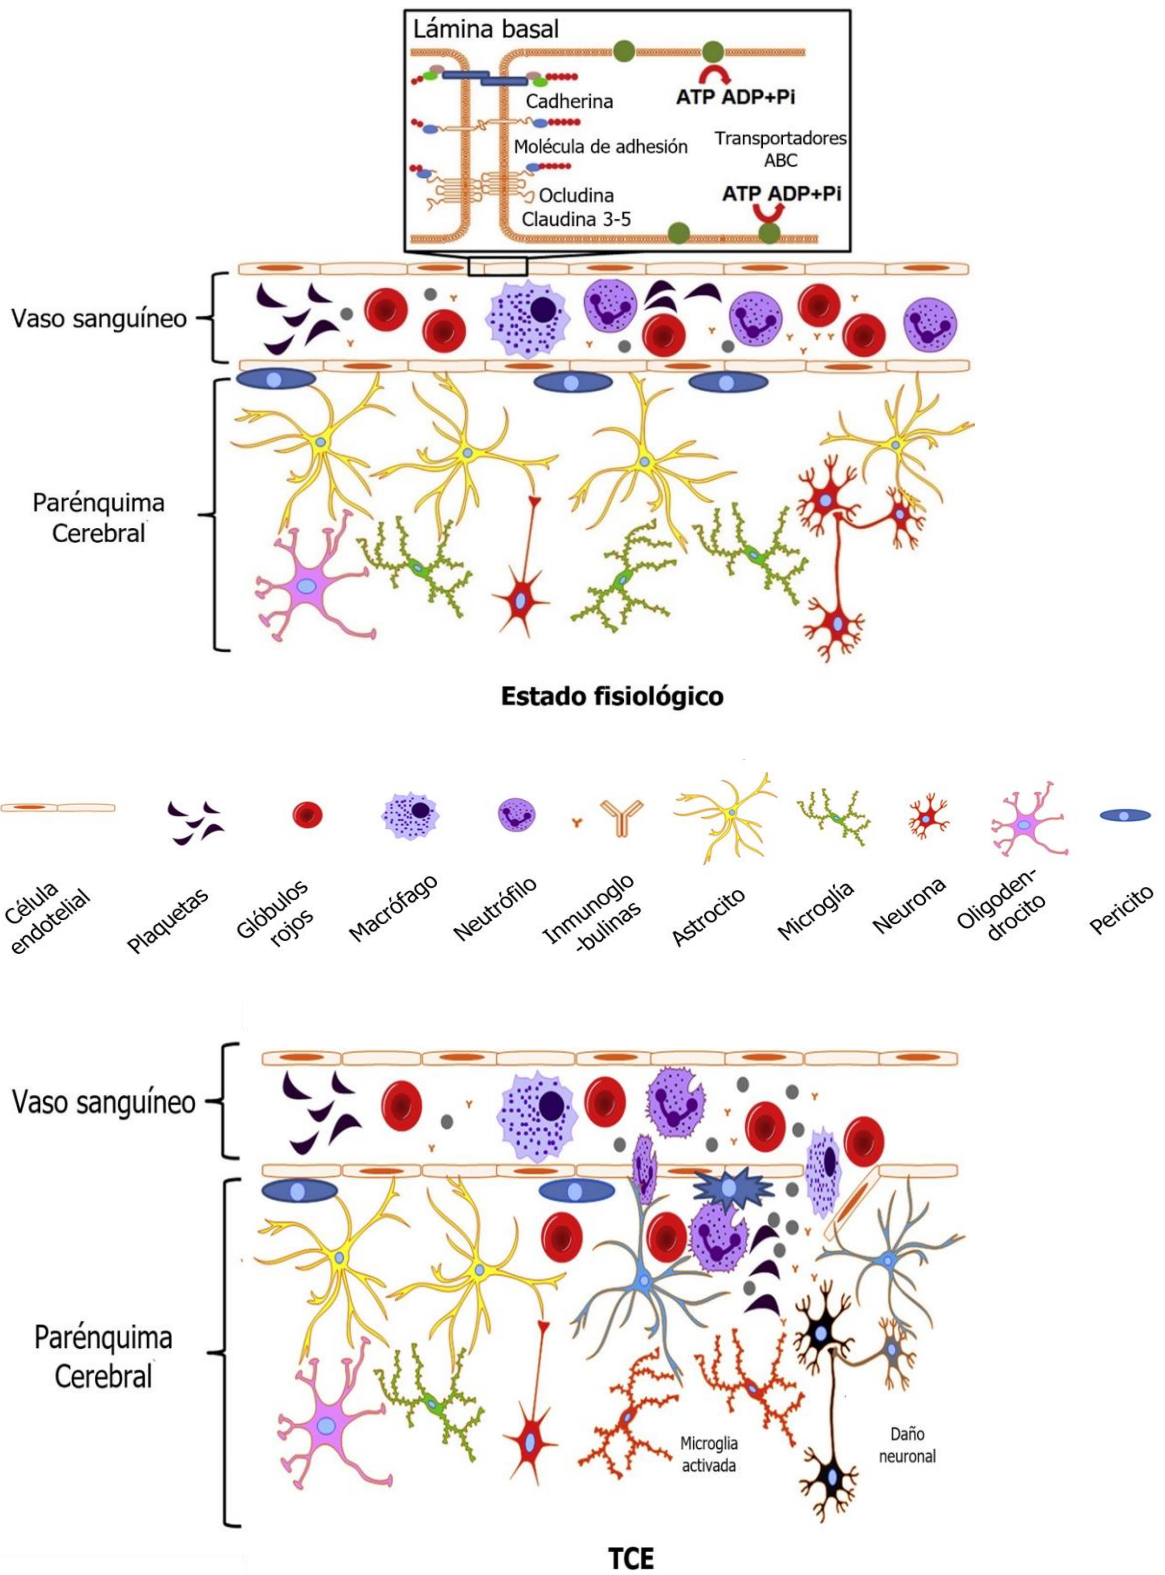 Lámina basal
Cadherina
Molécula de adhesión
Ocludina
Claudina 3-5
ATP ADP+Pi
Transportadores
ABC
ATP ADP+Pi
Vaso sanguíneo
Parénquima
Cerebral
Estado fisiológico
Célula
endotelial
Plaquetas
Glóbulos
rojos
Macrófago
Neutrófilo
Inmunoglo
-bulinas
Astrocito
Microglía
Neurona
Oligoden-
drocito
Pericito
Vaso sanguíneo
Parénquima
Cerebral
Microglia
activada
Daño
neuronal
TCE